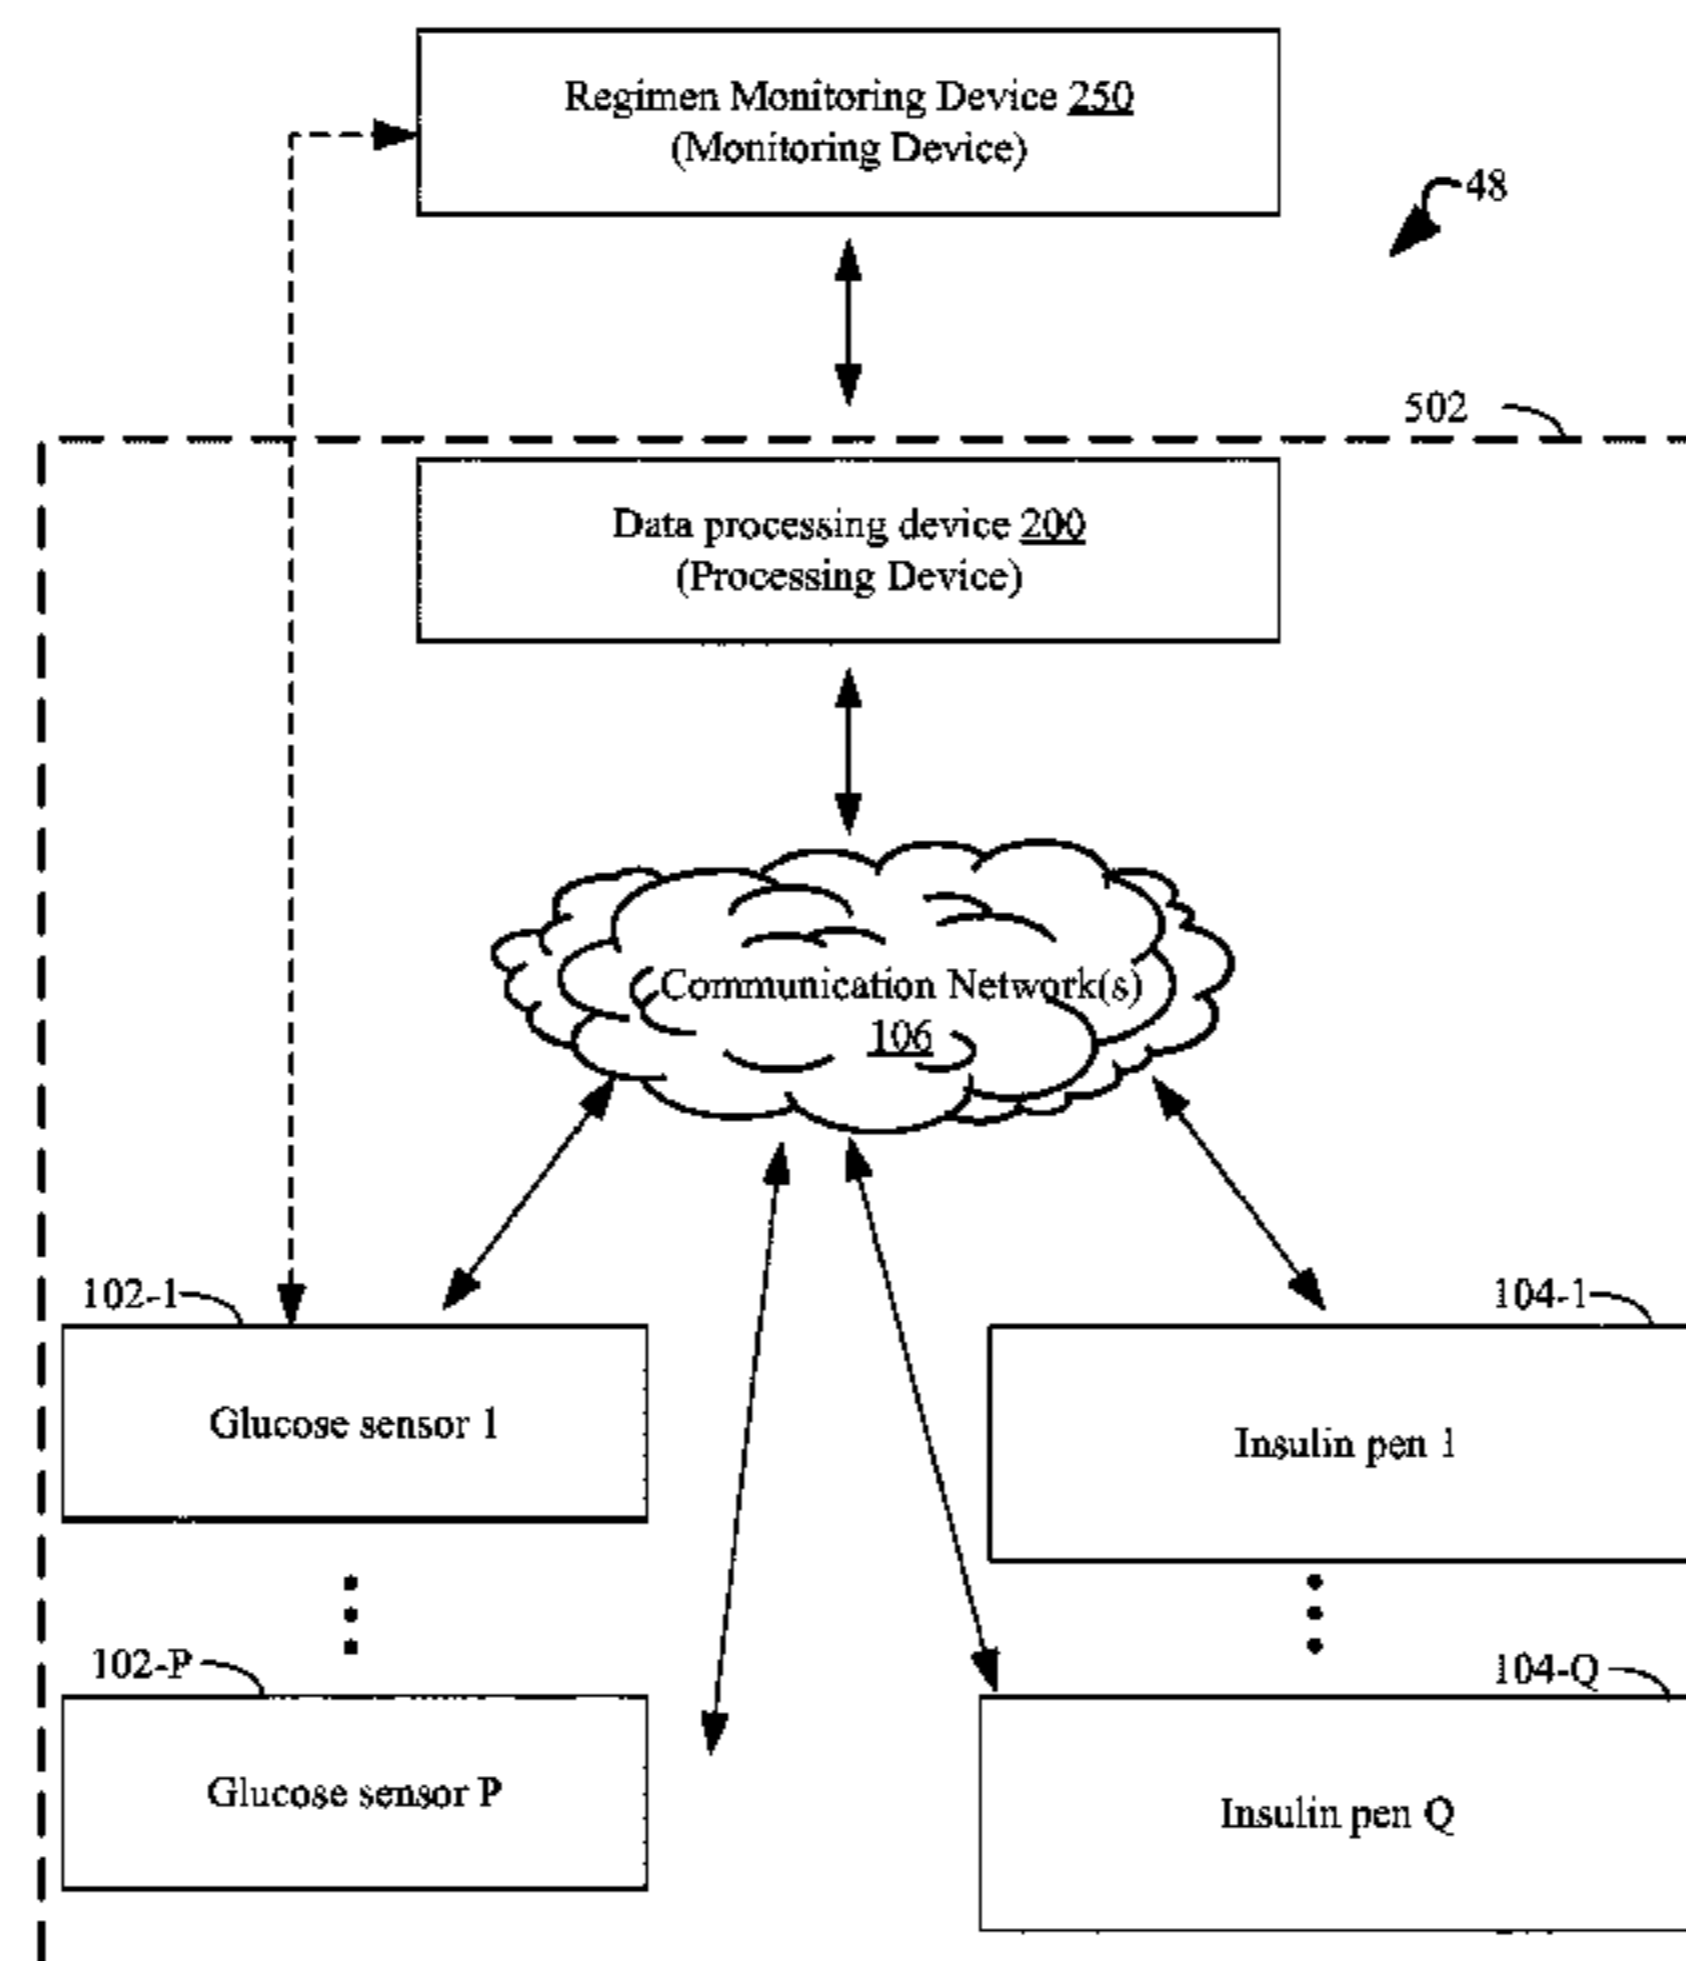 Regimen Monitoring Device 250
(Monitoring Device)
48
502
Data processing device 200
(Processing Device)
Communication Network(s)
106
102-1
104-1
Glucose sensor 1
Insulin pen 1
102-P
104-Q
Glucose sensor P
Insulin pen Q